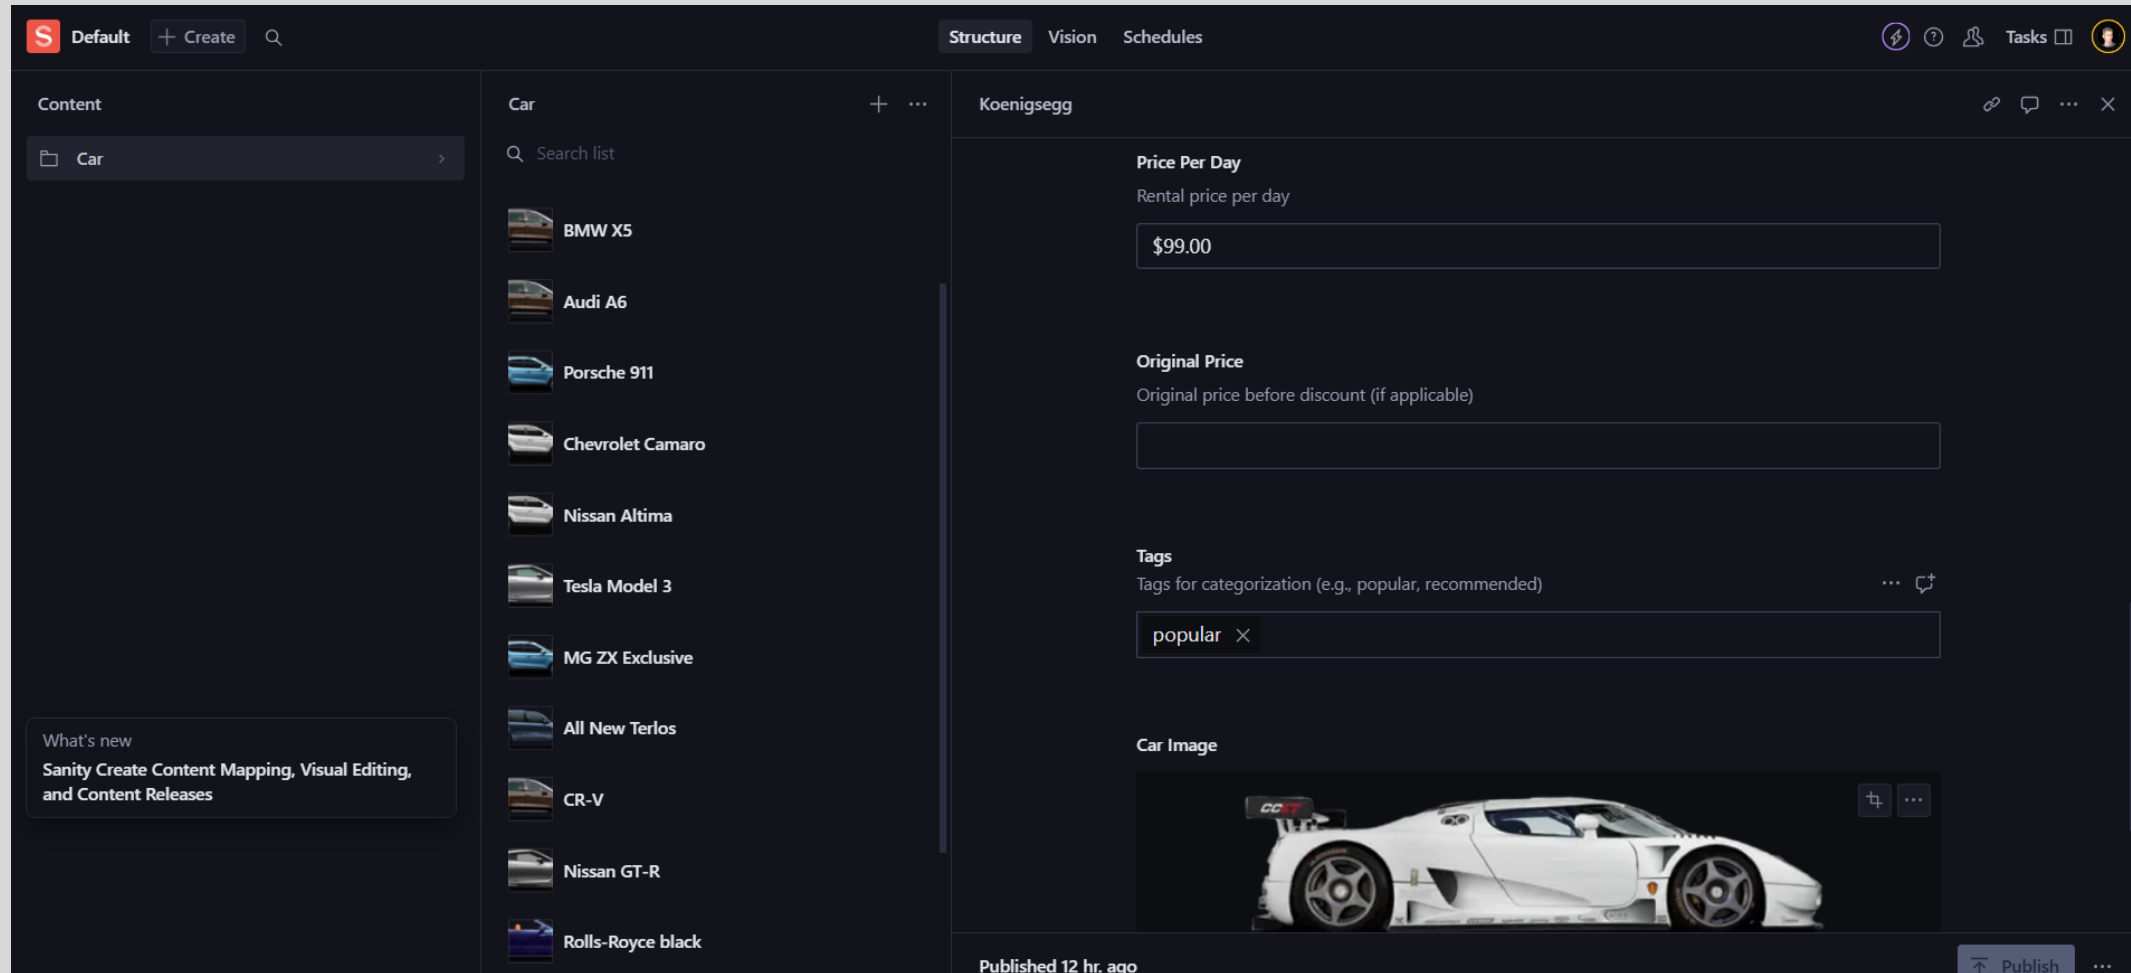 S Default
Create
Structure
Vision
Schedules
Tasks
Content
Car
What's new
Sanity Create Content Mapping, Visual Editing,
and Content Releases
Car
Search list
BMW X5
Audi A6
Porsche 911
Chevrolet Camaro
Nissan Altima
Tesla Model 3
MG ZX Exclusive
All New Terlos
CR-V
Nissan GT-R
Rolls-Royce black
Koenigsegg
Price Per Day
Rental price per day
$99.00
Original Price
Original price before discount (if applicable)
Tags
Tags for categorization (e.g., popular, recommended)
popular
Car Image
Published 12 hr. ago
Publish